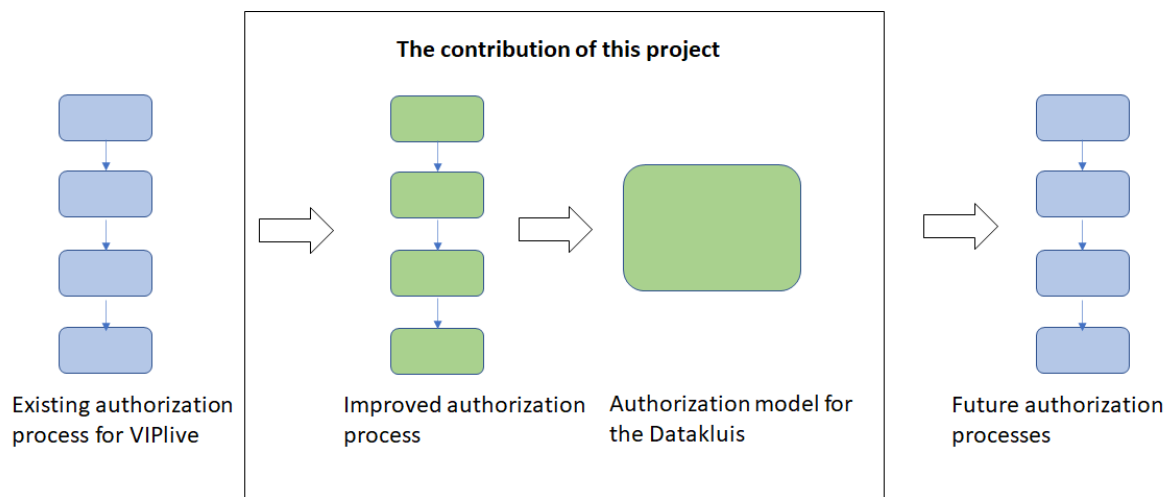 The contribution of this project
Existing authorization
process for VIPlive
Improved authorization
process
Authorization model for
the Datakluis
Future authorization
processes